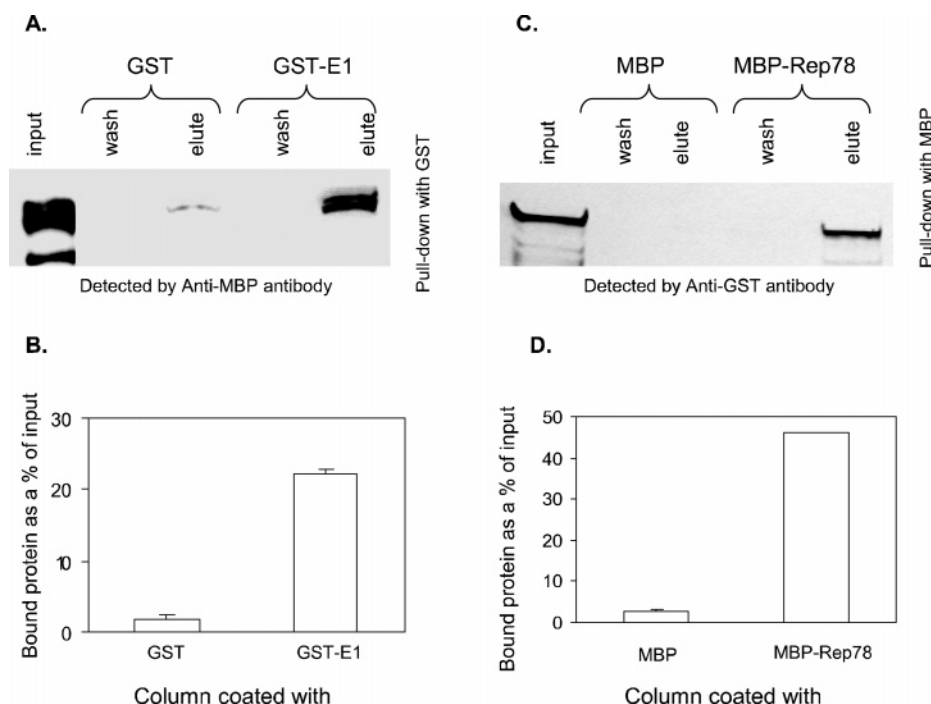 A.
GST GST-E1
input wash elute wash elute
Pull-down with GST
Detected by Anti-MBP antibody
C.
MBP MBP-Rep78
input wash elute wash elute
Pull-down with MBP
Detected by Anti-GST antibody
B.
Bound protein as a % of input
30
20
10
0
GST GST-E1
Column coated with
D.
Bound protein as a % of input
50
40
30
20
10
0
MBP MBP-Rep78
Column coated with